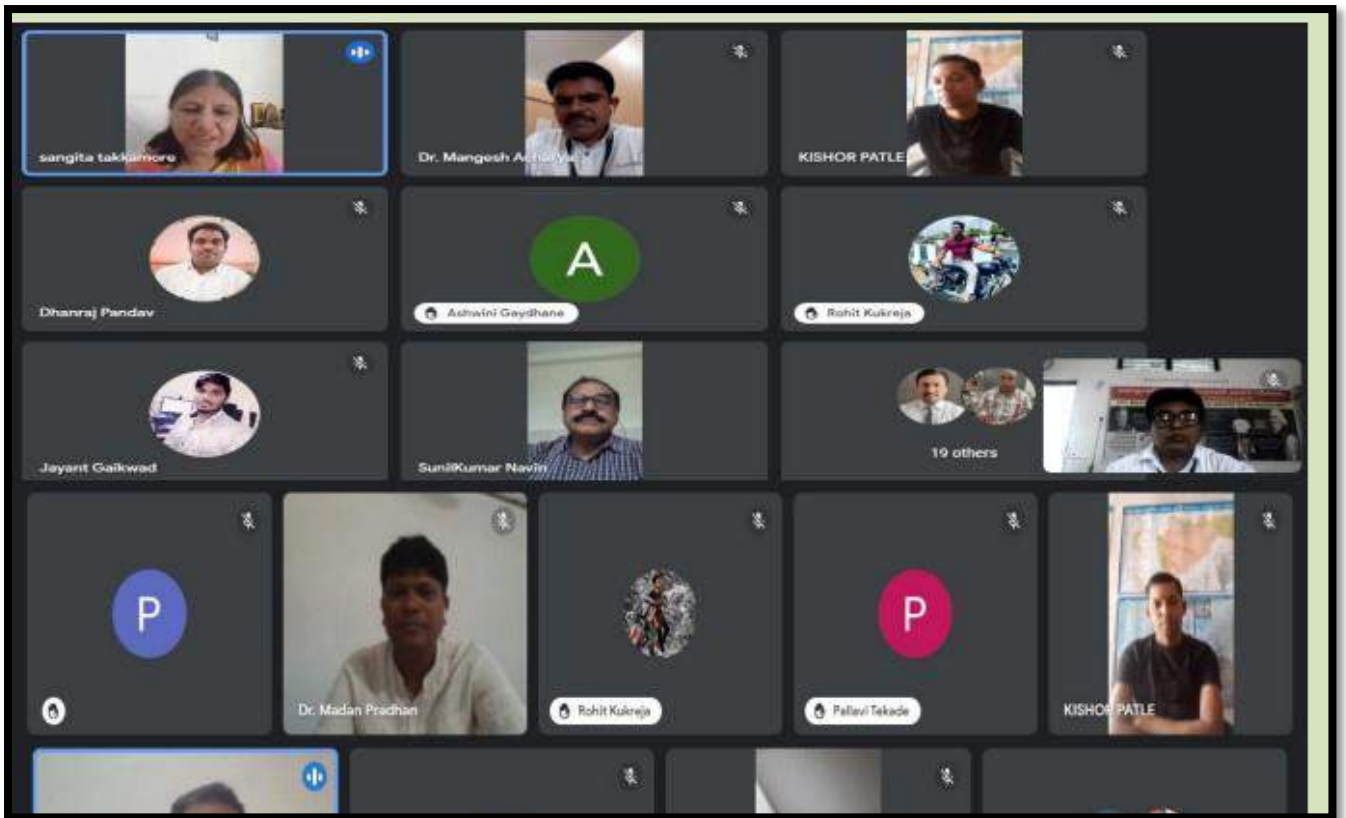 sangita takkamore
Dr. Mangesh Acharya
KISHOR PATLE
Dhanraj Pandav
A
Ashwini Gaydhane
Rohit Kukreja
Jayant Gaikwad
SunilKumar Navin
19 others
You
P
Dr. Madan Pradhan
Rohit Kukreja
P
Pallavi Tekade
KISHOR PATLE